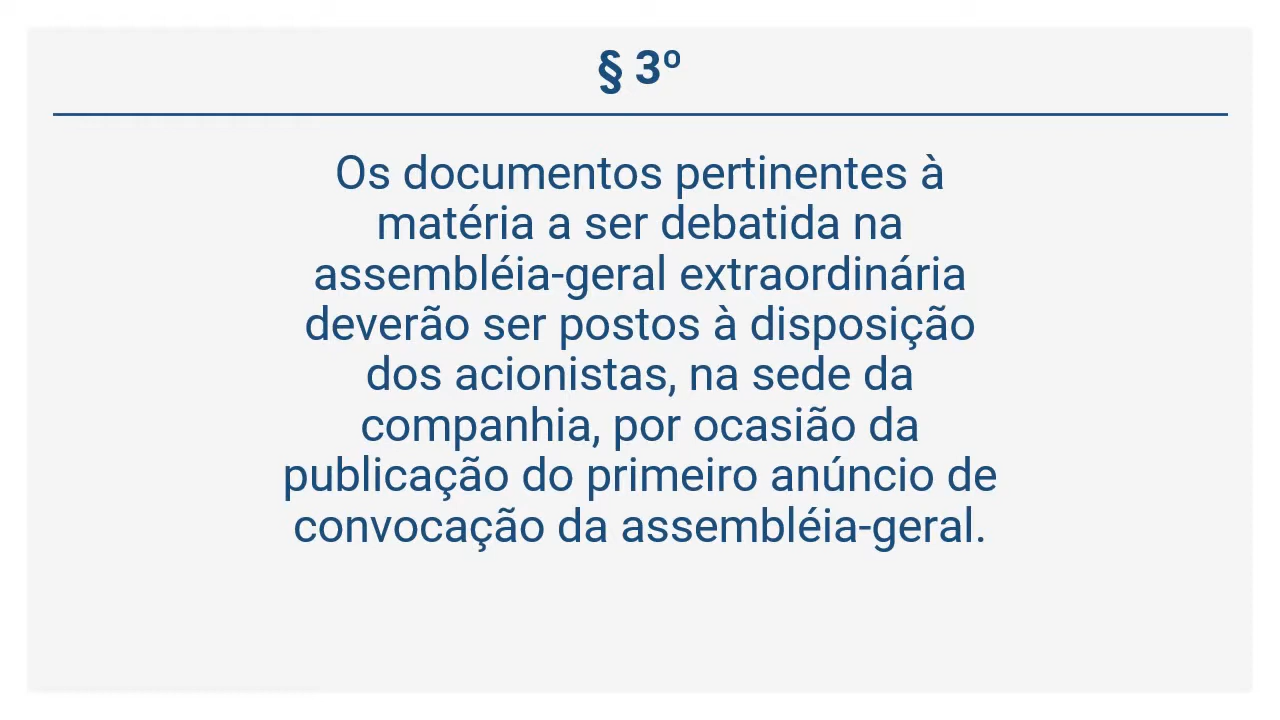 § 3º
Os documentos pertinentes à
matéria a ser debatida na
assembléia-geral extraordinária
deverão ser postos à disposição
dos acionistas, na sede da
companhia, por ocasião da
publicação do primeiro anúncio de
convocação da assembléia-geral.